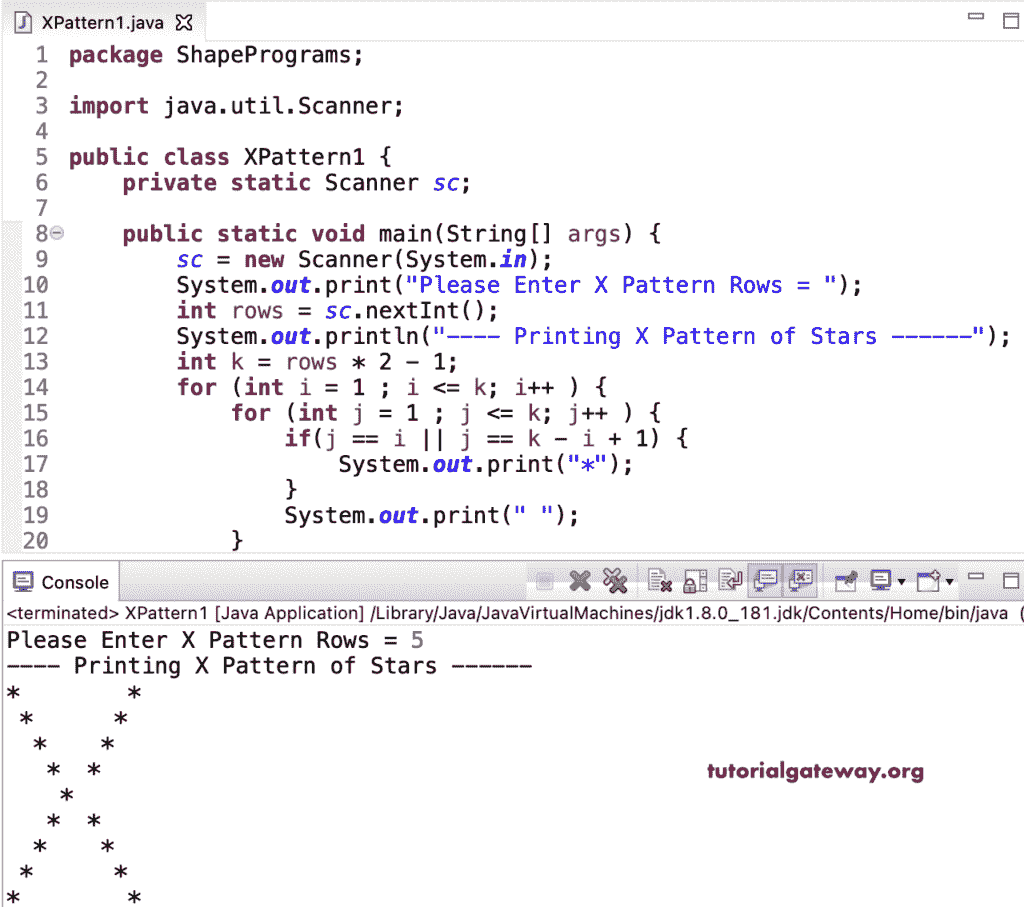 XPattern1.java
1 package ShapePrograms;
2
3 import java.util.Scanner;
4
5 public class XPattern1 {
6     private static Scanner sc;
7
8     public static void main(String[] args) {
9         sc = new Scanner(System.in);
10         System.out.print("Please Enter X Pattern Rows = ");
11         int rows = sc.nextInt();
12         System.out.println("---- Printing X Pattern of Stars ------");
13         int k = rows * 2 - 1;
14         for (int i = 1 ; i <= k; i++ ) {
15             for (int j = 1 ; j <= k; j++ ) {
16                 if(j == i || j == k - i + 1) {
17                     System.out.print("*");
18                 }
19                 System.out.print(" ");
20             }
Console
<terminated> XPattern1 [Java Application] /Library/Java/JavaVirtualMachines/jdk1.8.0_181.jdk/Contents/Home/bin/java (
Please Enter X Pattern Rows = 5
---- Printing X Pattern of Stars ------
*        *
 *      *
  *    *
   *  *
    *
   *  *
  *    *
 *      *
*        *
tutorialgateway.org